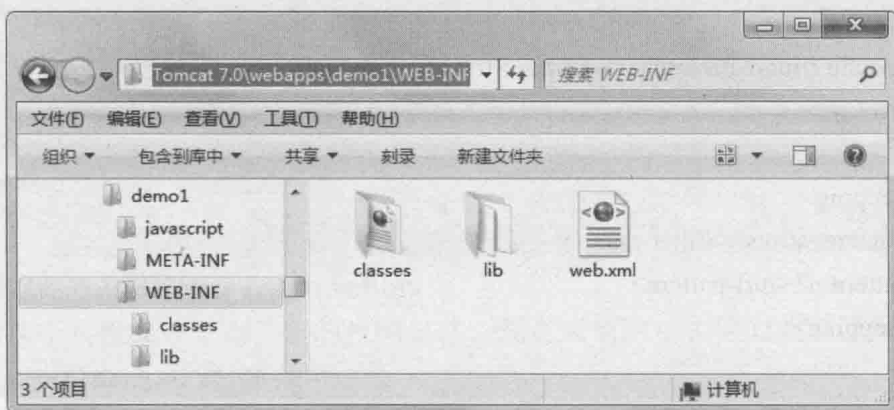 Tomcat 7.0\webapps\demo1\WEB-INF
搜索 WEB-INF
文件(F) 编辑(E) 查看(V) 工具(T) 帮助(H)
组织 包含到库中 共享 刻录 新建文件夹
demo1
javascript
META-INF
WEB-INF
classes
lib
classes
lib
web.xml
3 个项目
计算机